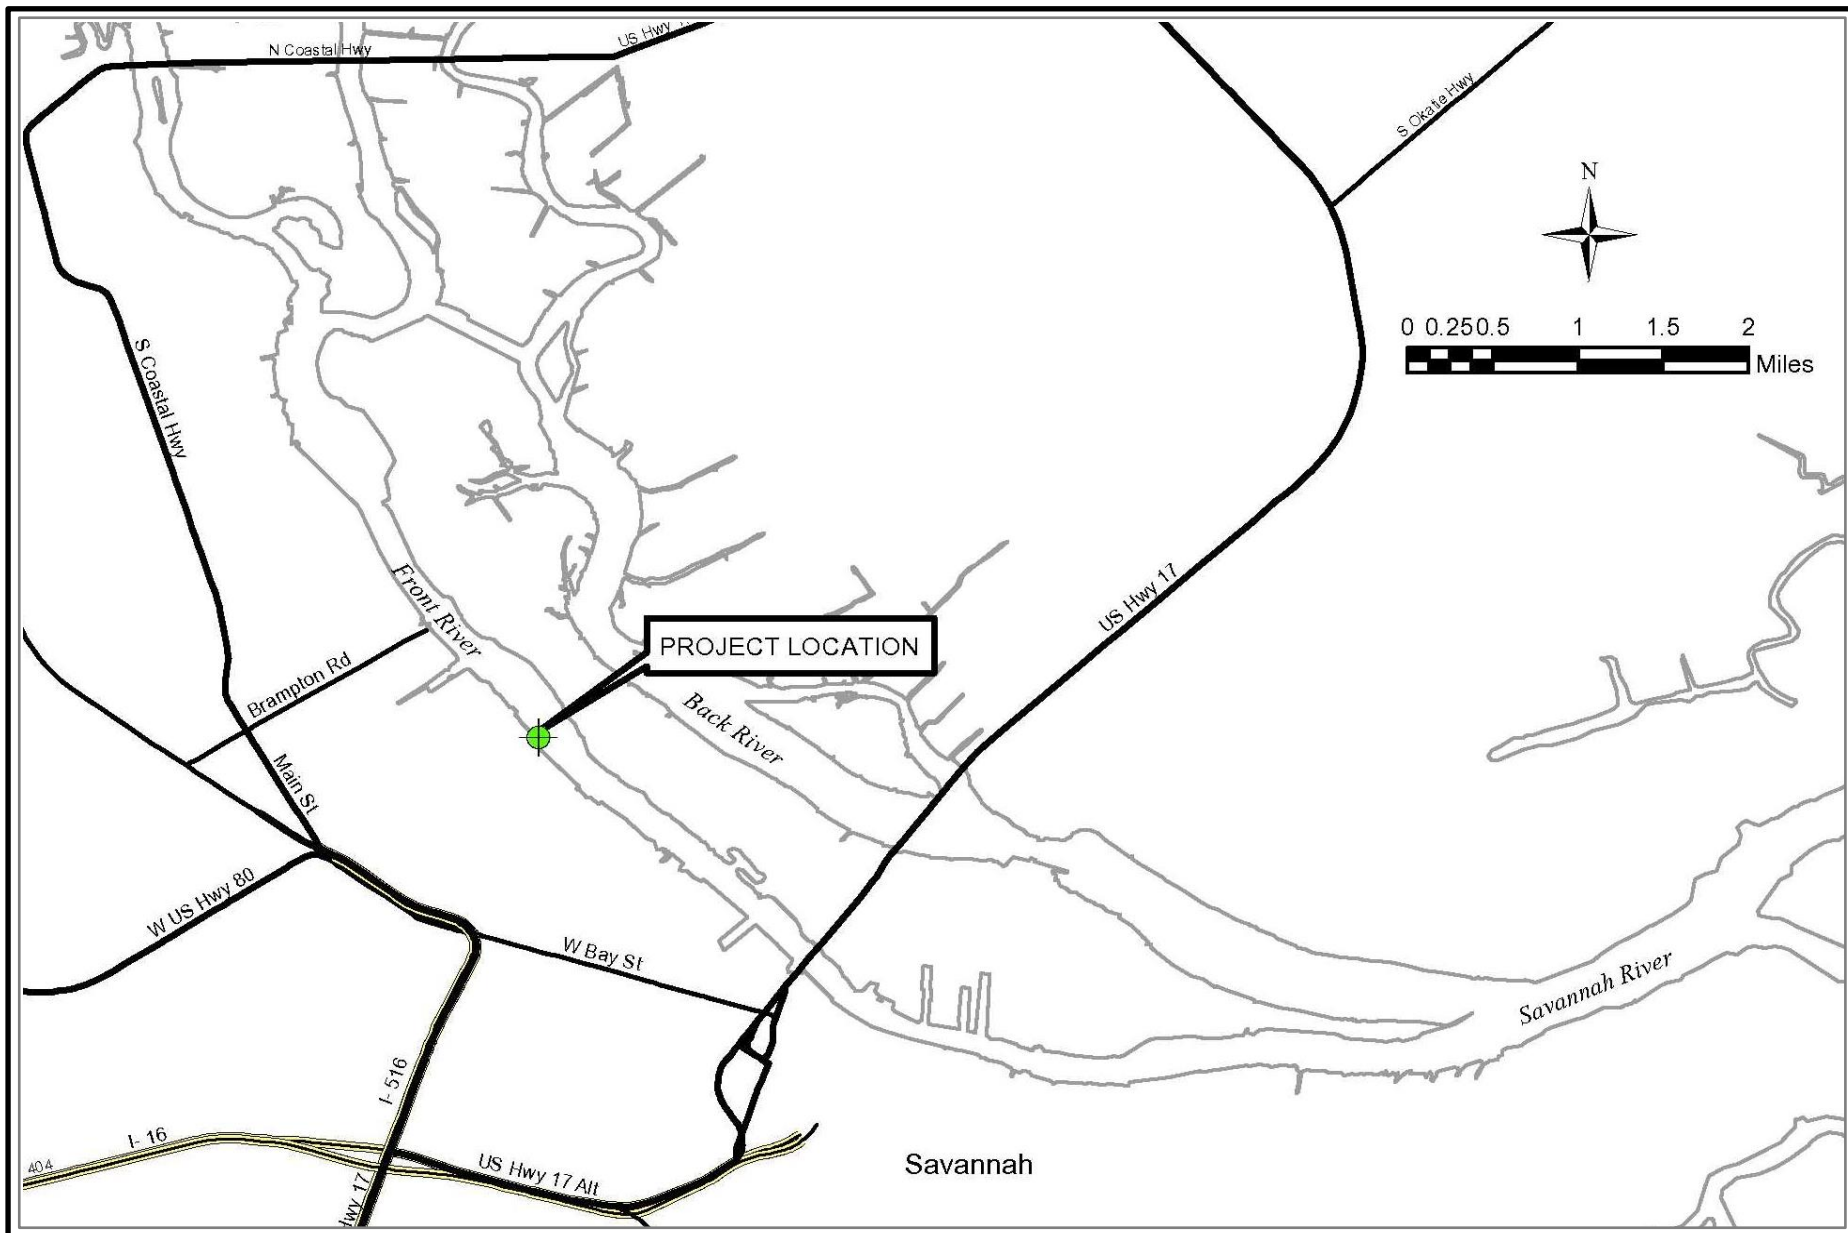 N Coastal Hwy
US Hwy
S Okatie Hwy
N
0 0.25 0.5 1 1.5 2
Miles
S Coastal Hwy
US Hwy 17
Front River
PROJECT LOCATION
Brampton Rd
Back River
Main St
W US Hwy 80
W Bay St
Savannah River
I- 516
I- 16
404
US Hwy 17 Alt
Savannah
Hwy 17